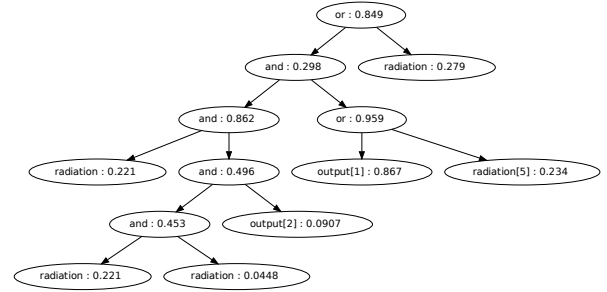 or : 0.849
and : 0.298
radiation : 0.279
and : 0.862
or : 0.959
radiation : 0.221
and : 0.496
output[1] : 0.867
radiation[5] : 0.234
and : 0.453
output[2] : 0.0907
radiation : 0.221
radiation : 0.0448